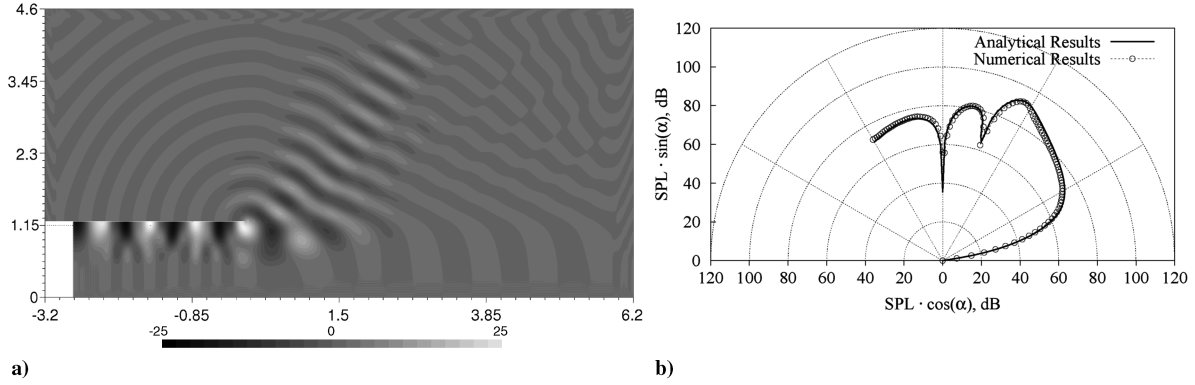 4.6
3.45
2.3
1.15
0
-3.2 -0.85 1.5 3.85 6.2
-25 0 25
a)
120
100
80
60
40
20
0
SPL · sin(α), dB
Analytical Results
Numerical Results
120 100 80 60 40 20 0 20 40 60 80 100 120
SPL · cos(α), dB
b)